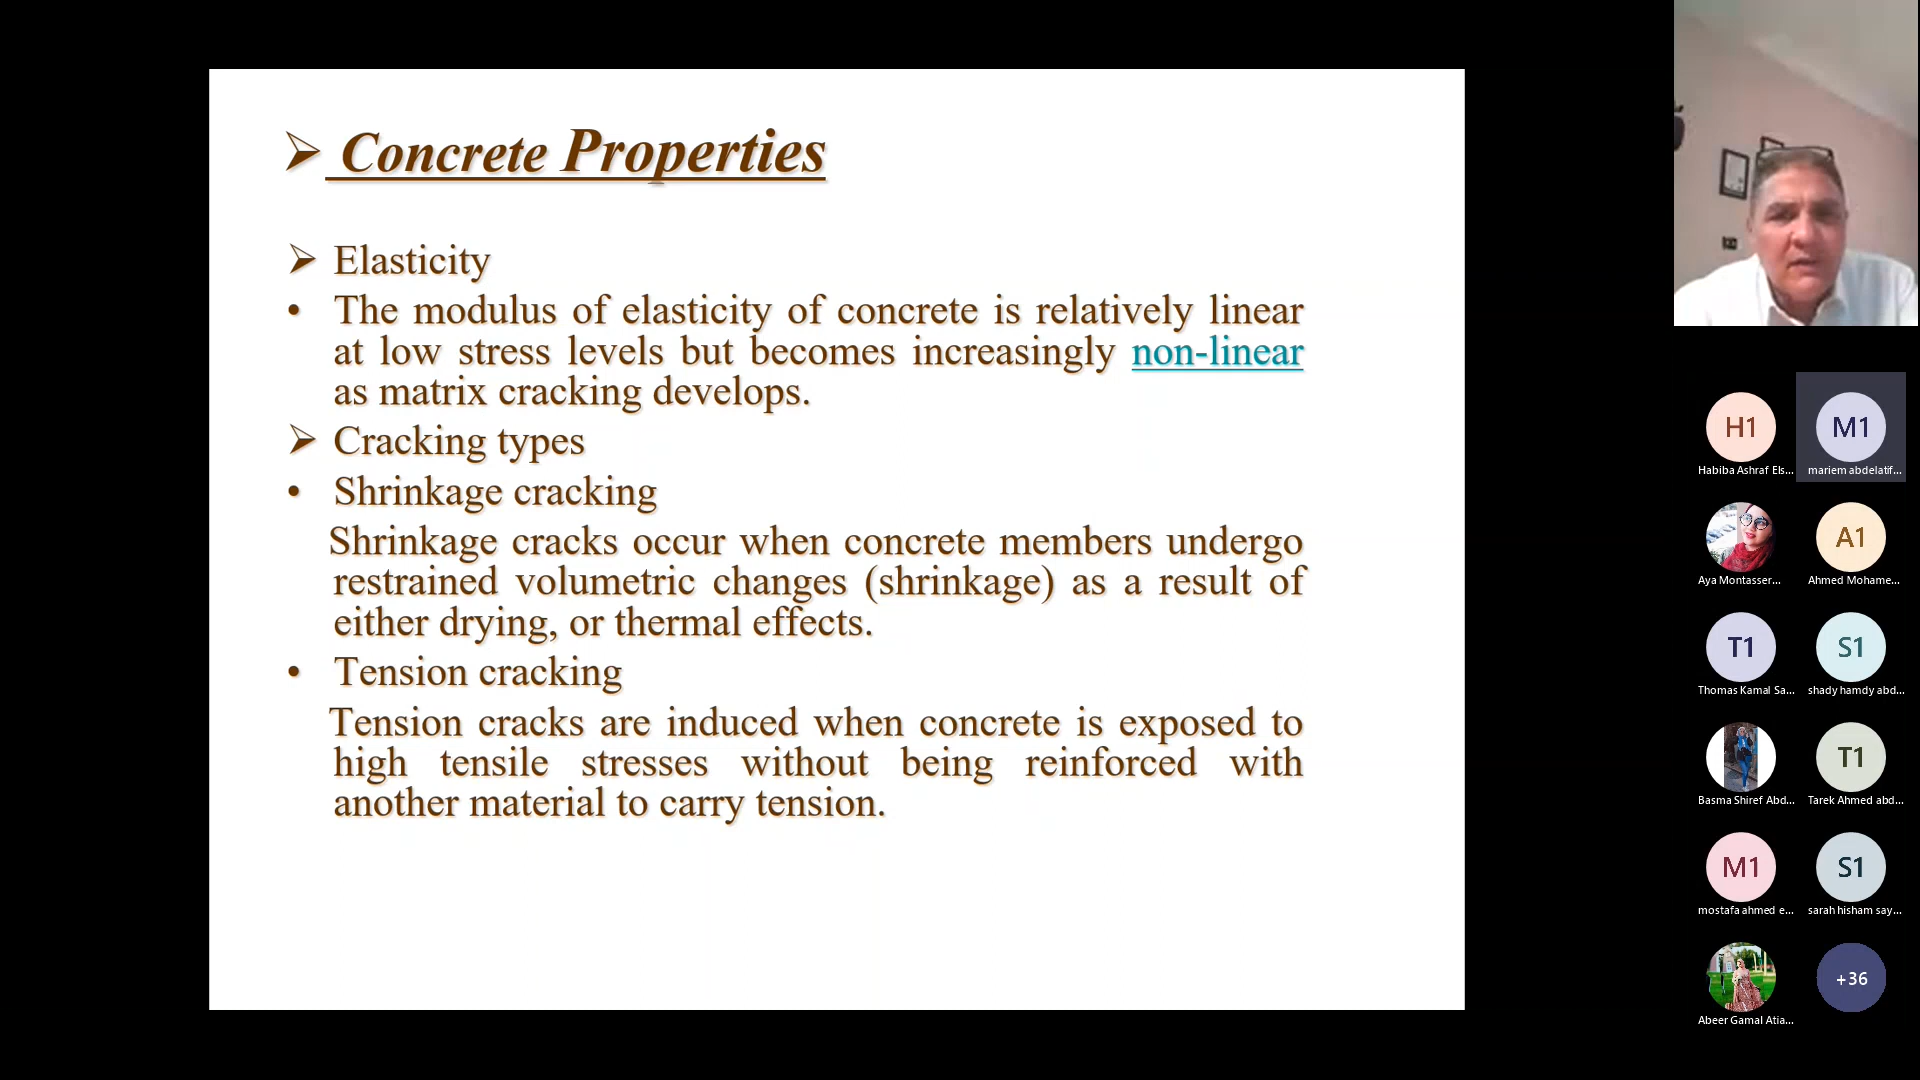 Concrete Properties
Elasticity
• The modulus of elasticity of concrete is relatively linear
at low stress levels but becomes increasingly non-linear
as matrix cracking develops.
Cracking types
• Shrinkage cracking
Shrinkage cracks occur when concrete members undergo
restrained volumetric changes (shrinkage) as a result of
either drying, or thermal effects.
• Tension cracking
Tension cracks are induced when concrete is exposed to
high tensile stresses without being reinforced with
another material to carry tension.
H1
Habiba Ashraf Els...
M1
mariem abdelatif...
Aya Montasser...
A1
Ahmed Mohame...
T1
Thomas Kamal Sa...
S1
shady hamdy abd...
Basma Shiref Abd...
T1
Tarek Ahmed abd...
M1
mostafa ahmed e...
S1
sarah hisham say...
Abeer Gamal Atia...
+36